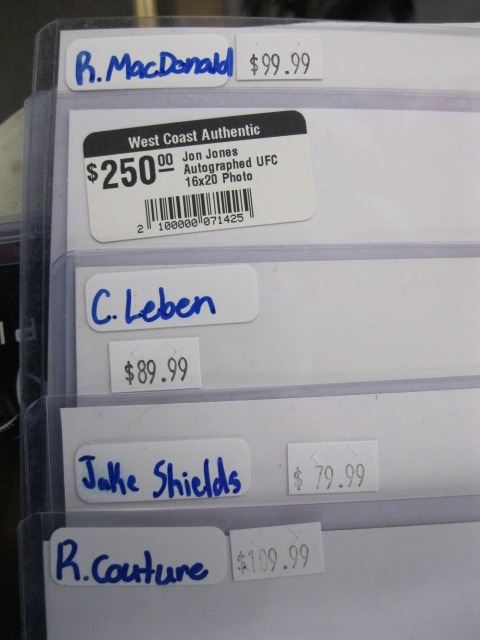 R. MacDonald $99.99
West Coast Authentic
$250.00 Jon Jones
Autographed UFC
16x20 Photo
2 100000 071425
C. Leben
$89.99
Jake Shields $79.99
R. Couture $109.99